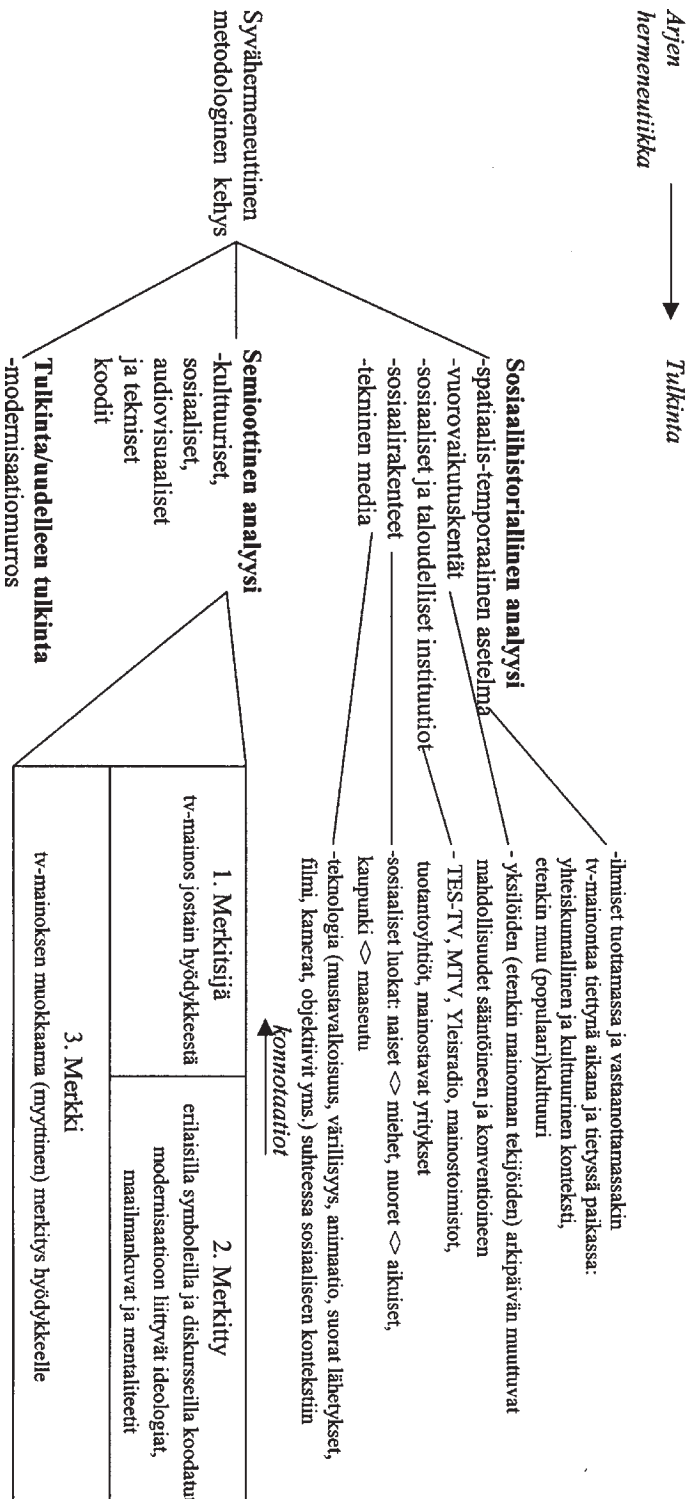 Arjen
hermeneutiikka
Tulkinta
Syvähermeneuttinen
metodologinen kehys
Sosiaalihistoriallinen analyysi
-spatiaalis-temporaalinen asetelma
-vuorovaikutuskentät
-sosiaaliset ja taloudelliset instituutiot
-sosiaalirakenteet
-tekninen media
-ihmiset tuottamassa ja vastaanottamassakin
tv-mainontaa tiettynä aikana ja tietyssä paikassa:
yhteiskunnallinen ja kulttuurinen konteksti,
etenkin muu (populaari)kulttuuri
- yksilöiden (etenkin mainonnan tekijöiden) arkipäivän muuttuvat
mahdollisuudet sääntöineen ja konventioineen
- TES-TV, MTV, Yleisradio, mainostoimistot,
tuotantoyhtiöt, mainostavat yritykset
-sosiaaliset luokat: naiset <> miehet, nuoret <> aikuiset,
kaupunki <> maaseutu
-teknologia (mustavalkoisuus, värillisyys, animaatio, suorat lähetykset,
filmi, kamerat, objektiivit yms.) suhteessa sosiaaliseen kontekstiin
Semioottinen analyysi
-kulttuuriset,
sosiaaliset,
audiovisuaaliset
ja tekniset
koodit
konnotaatiot
1. Merkitsijä
tv-mainos jostain hyödykkeestä
2. Merkitty
erilaisilla symboleilla ja diskursseilla koodatut
modernisaatioon liittyvät ideologiat,
maailmankuvat ja mentaliteetit
3. Merkki
tv-mainoksen muokkaama (myyttinen) merkitys hyödykkeelle
Tulkinta/uudelleen tulkinta
-modernisaatiomurros